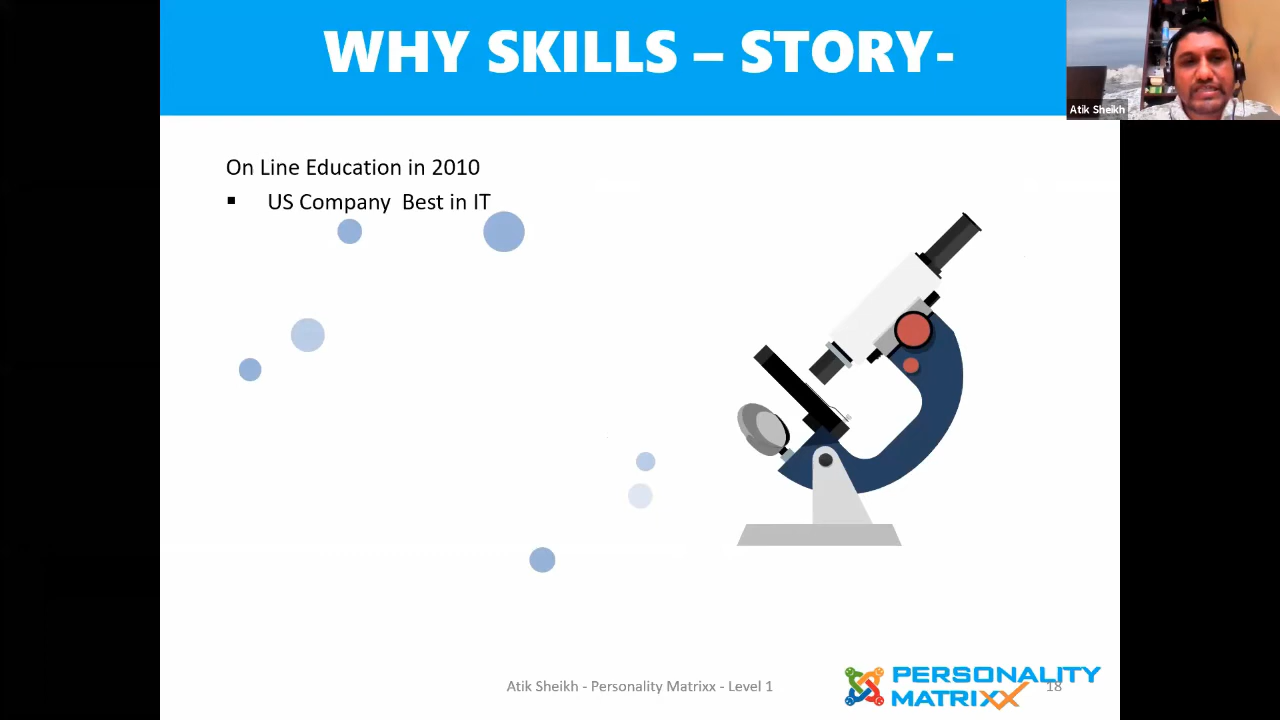 WHY SKILLS – STORY-
Atik Sheikh
On Line Education in 2010
▪ US Company  Best in IT
Atik Sheikh - Personality Matrixx - Level 1
PERSONALITY
MATRIXX
18